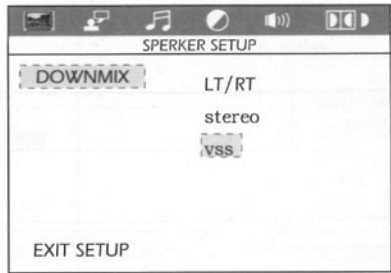 SPERKER SETUP
DOWNMIX
LT/RT
stereo
vss
EXIT SETUP